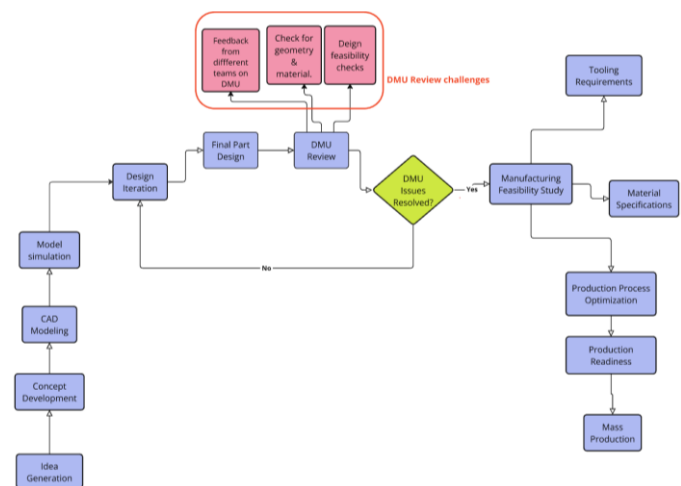 Feedback
from
diffferent
teams on
DMU
Check for
geometry
&
material.
Deign
feasibility
checks
DMU Review challenges
Tooling
Requirements
Final Part
Design
DMU
Review
Design
Iteration
DMU
Issues
Resolved?
Yes
Manufacturing
Feasibility Study
Material
Specifications
Model
simulation
No
Production Process
Optimization
CAD
Modeling
Production
Readiness
Concept
Development
Mass
Production
Idea
Generation